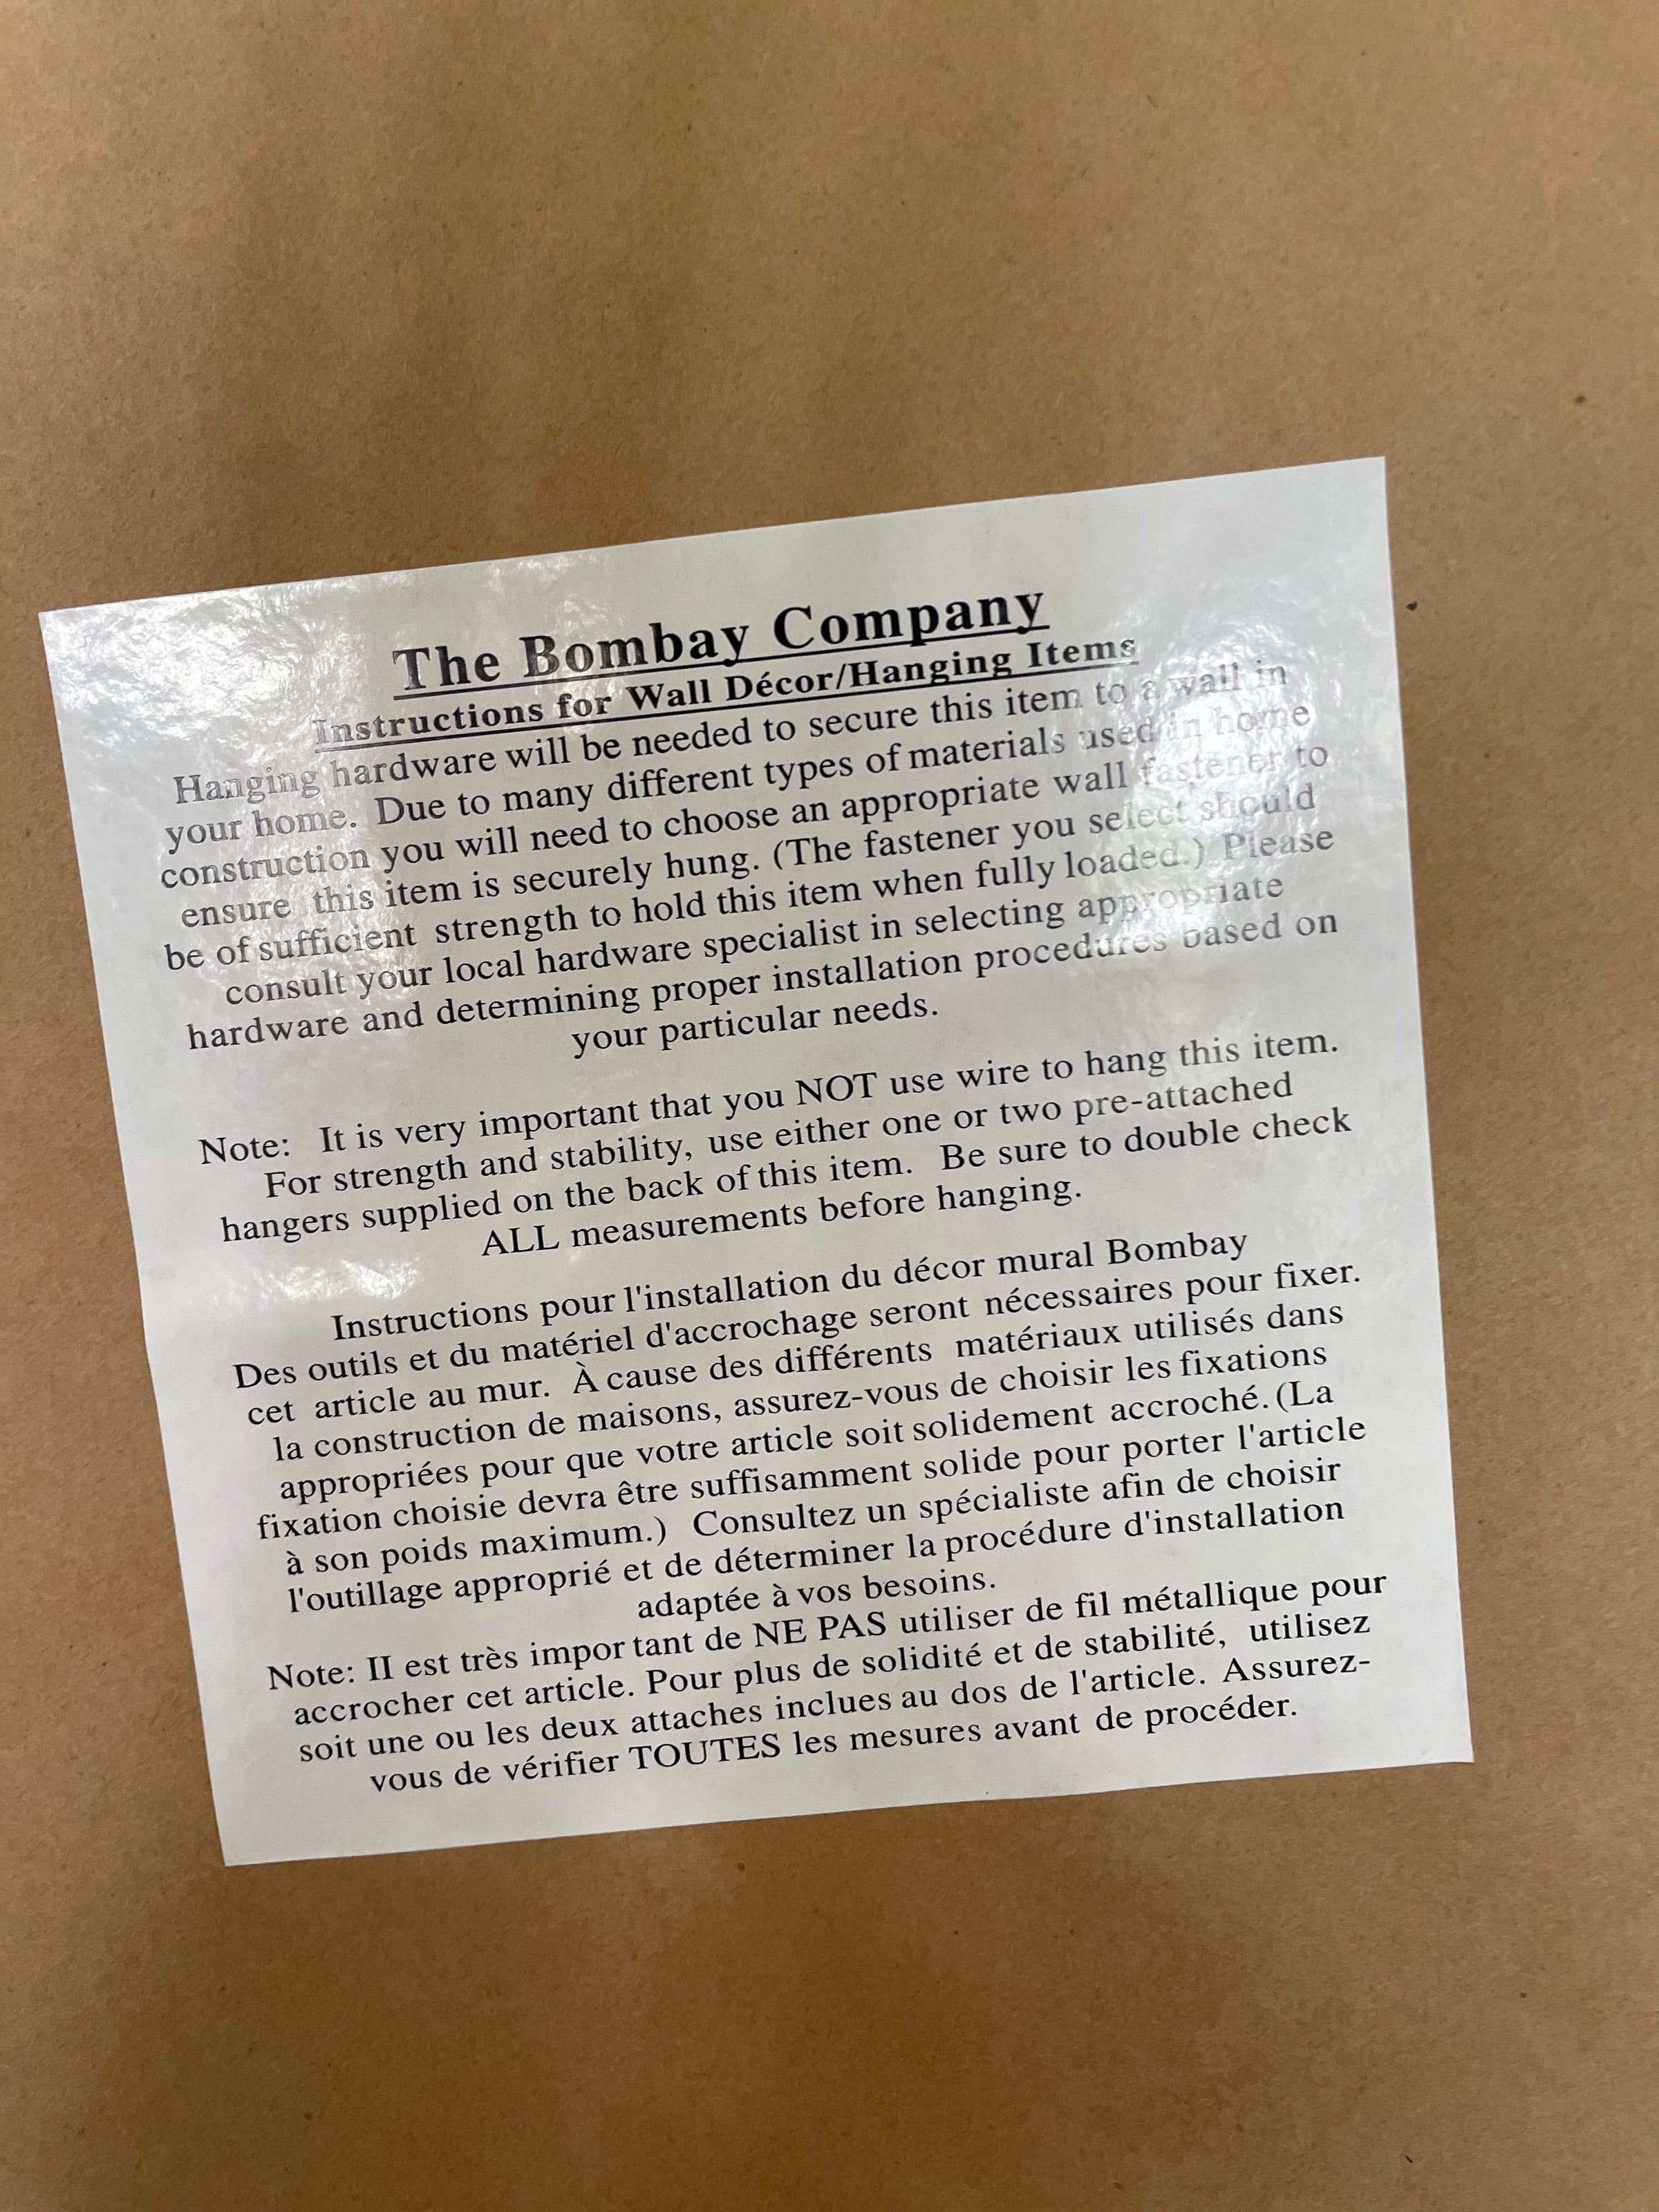 The Bombay Company
Instructions for Wall Décor/Hanging Items
Hanging hardware will be needed to secure this item to a wall in
your home. Due to many different types of materials used in home
construction you will need to choose an appropriate wall fastener to
ensure this item is securely hung. (The fastener you select should
be of sufficient strength to hold this item when fully loaded.) Please
consult your local hardware specialist in selecting appropriate
hardware and determining proper installation procedures based on
your particular needs.
Note: It is very important that you NOT use wire to hang this item.
For strength and stability, use either one or two pre-attached
hangers supplied on the back of this item. Be sure to double check
ALL measurements before hanging.
Instructions pour l'installation du décor mural Bombay
Des outils et du matériel d'accrochage seront nécessaires pour fixer.
cet article au mur. À cause des différents matériaux utilisés dans
la construction de maisons, assurez-vous de choisir les fixations
appropriées pour que votre article soit solidement accroché. (La
fixation choisie devra être suffisamment solide pour porter l'article
à son poids maximum.) Consultez un spécialiste afin de choisir
l'outillage approprié et de déterminer la procédure d'installation
adaptée à vos besoins.
Note: II est très impor tant de NE PAS utiliser de fil métallique pour
accrocher cet article. Pour plus de solidité et de stabilité, utilisez
soit une ou les deux attaches inclues au dos de l'article. Assurez-
vous de vérifier TOUTES les mesures avant de procéder.